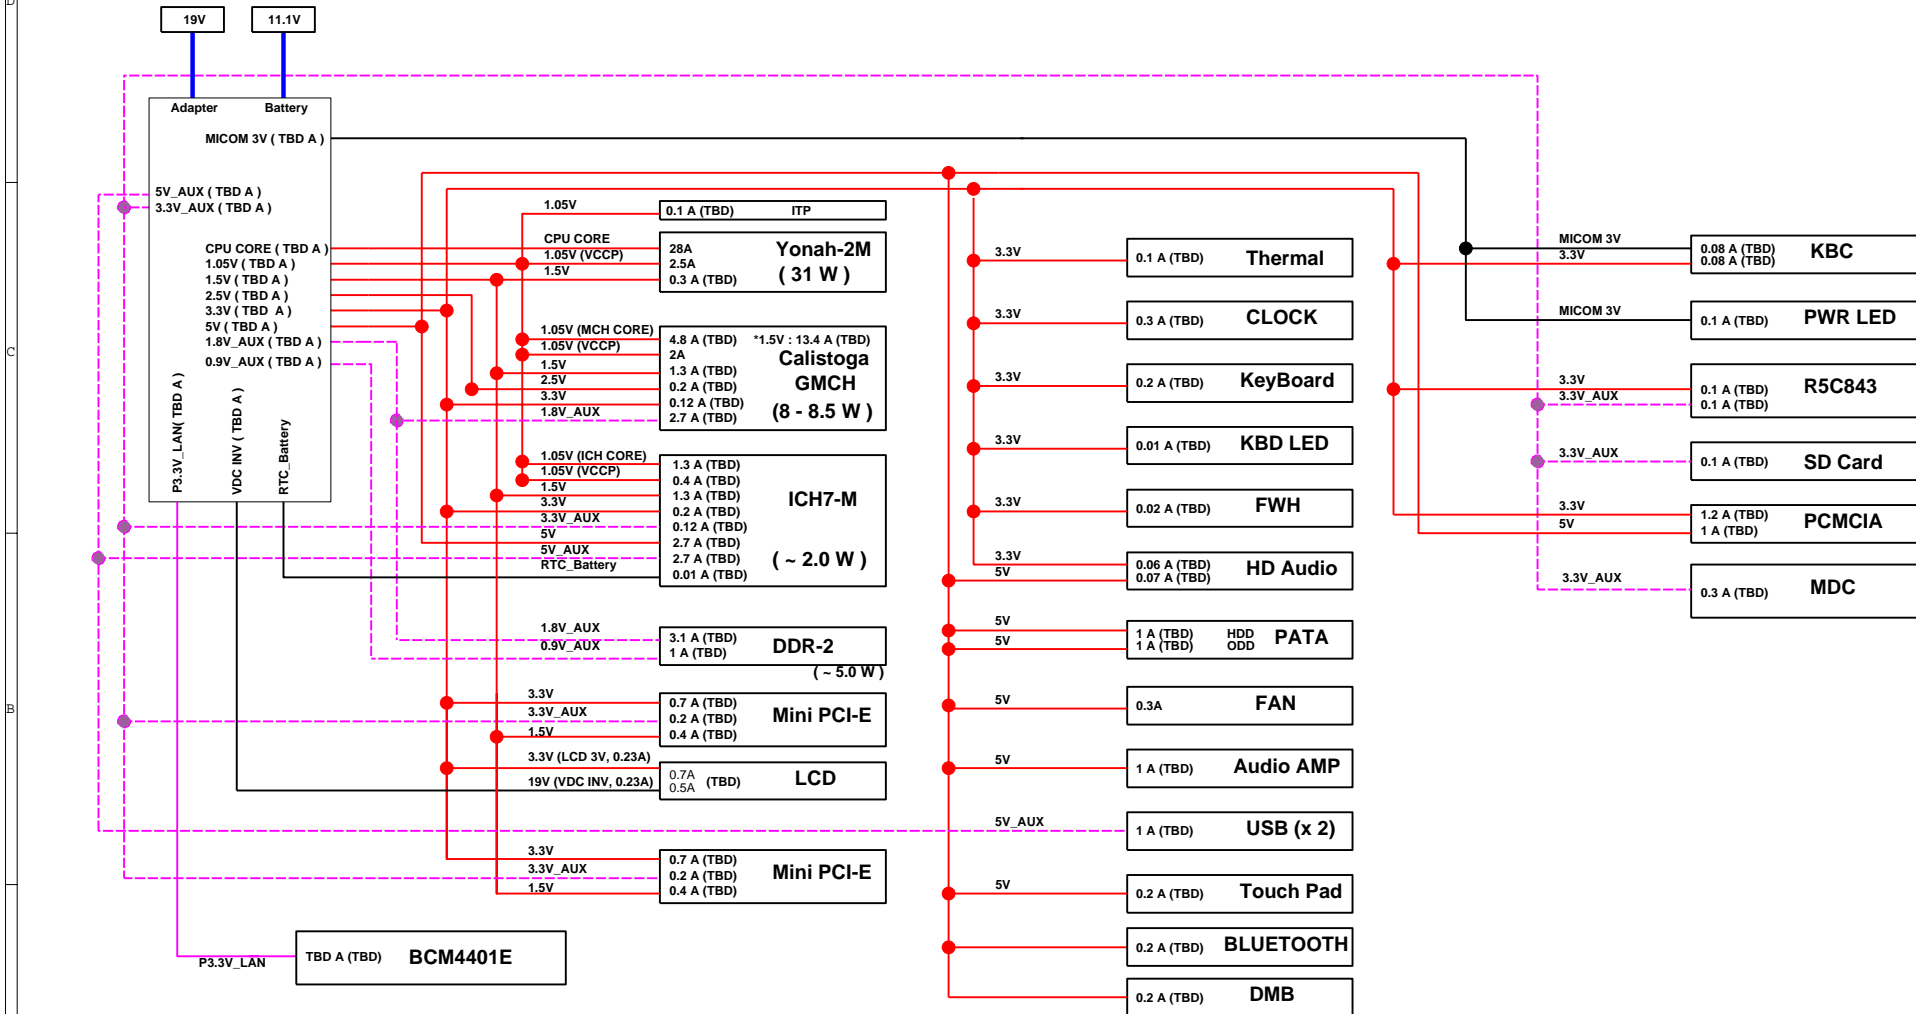 D
19V
11.1V
Adapter
Battery
MICOM 3V ( TBD A )
5V_AUX ( TBD A )
3.3V_AUX ( TBD A )
CPU CORE ( TBD A )
1.05V ( TBD A )
1.5V ( TBD A )
2.5V ( TBD A )
3.3V ( TBD  A )
5V ( TBD A )
1.8V_AUX ( TBD A )
0.9V_AUX ( TBD A )
P3.3V_LAN( TBD A )
VDC INV ( TBD A )
RTC_Battery
C
B
1.05V
0.1 A (TBD)
ITP
CPU CORE
1.05V (VCCP)
1.5V
28A
2.5A
0.3 A (TBD)
Yonah-2M
( 31 W )
1.05V (MCH CORE)
1.05V (VCCP)
1.5V
2.5V
3.3V
1.8V_AUX
4.8 A (TBD)
2A
1.3 A (TBD)
0.2 A (TBD)
0.12 A (TBD)
2.7 A (TBD)
*1.5V : 13.4 A (TBD)
Calistoga
GMCH
(8 - 8.5 W )
1.05V (ICH CORE)
1.05V (VCCP)
1.5V
3.3V
3.3V_AUX
5V
5V_AUX
RTC_Battery
1.3 A (TBD)
0.4 A (TBD)
1.3 A (TBD)
0.2 A (TBD)
0.12 A (TBD)
2.7 A (TBD)
2.7 A (TBD)
0.01 A (TBD)
ICH7-M
( ~ 2.0 W )
1.8V_AUX
0.9V_AUX
3.1 A (TBD)
1 A (TBD)
DDR-2
( ~ 5.0 W )
3.3V
3.3V_AUX
1.5V
0.7 A (TBD)
0.2 A (TBD)
0.4 A (TBD)
Mini PCI-E
3.3V (LCD 3V, 0.23A)
19V (VDC INV, 0.23A)
0.7A
0.5A
(TBD)
LCD
3.3V
3.3V_AUX
1.5V
0.7 A (TBD)
0.2 A (TBD)
0.4 A (TBD)
Mini PCI-E
P3.3V_LAN
TBD A (TBD)
BCM4401E
3.3V
0.1 A (TBD)
Thermal
3.3V
0.3 A (TBD)
CLOCK
3.3V
0.2 A (TBD)
KeyBoard
3.3V
0.01 A (TBD)
KBD LED
3.3V
0.02 A (TBD)
FWH
3.3V
5V
0.06 A (TBD)
0.07 A (TBD)
HD Audio
5V
5V
1 A (TBD)
1 A (TBD)
HDD
ODD
PATA
5V
0.3A
FAN
5V
1 A (TBD)
Audio AMP
5V_AUX
1 A (TBD)
USB (x 2)
5V
0.2 A (TBD)
Touch Pad
0.2 A (TBD)
BLUETOOTH
0.2 A (TBD)
DMB
MICOM 3V
3.3V
0.08 A (TBD)
0.08 A (TBD)
KBC
MICOM 3V
0.1 A (TBD)
PWR LED
3.3V
3.3V_AUX
0.1 A (TBD)
0.1 A (TBD)
R5C843
3.3V_AUX
0.1 A (TBD)
SD Card
3.3V
5V
1.2 A (TBD)
1 A (TBD)
PCMCIA
3.3V_AUX
0.3 A (TBD)
MDC